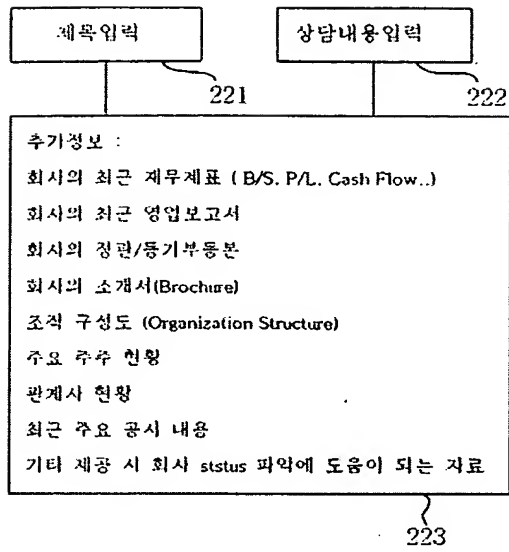 제목입력
상담내용입력
221
222
추가정보 :
회사의 최근 재무제표 ( B/S. P/L. Cash Flow..)
회사의 최근 영업보고서
회사의 정관/등기부등본
회사의 소개서(Brochure)
조직 구성도 (Organization Structure)
주요 주주 현황
관계사 현황
최근 주요 공시 내용
기타 제공 시 회사 ststus 파악에 도움이 되는 자료
223